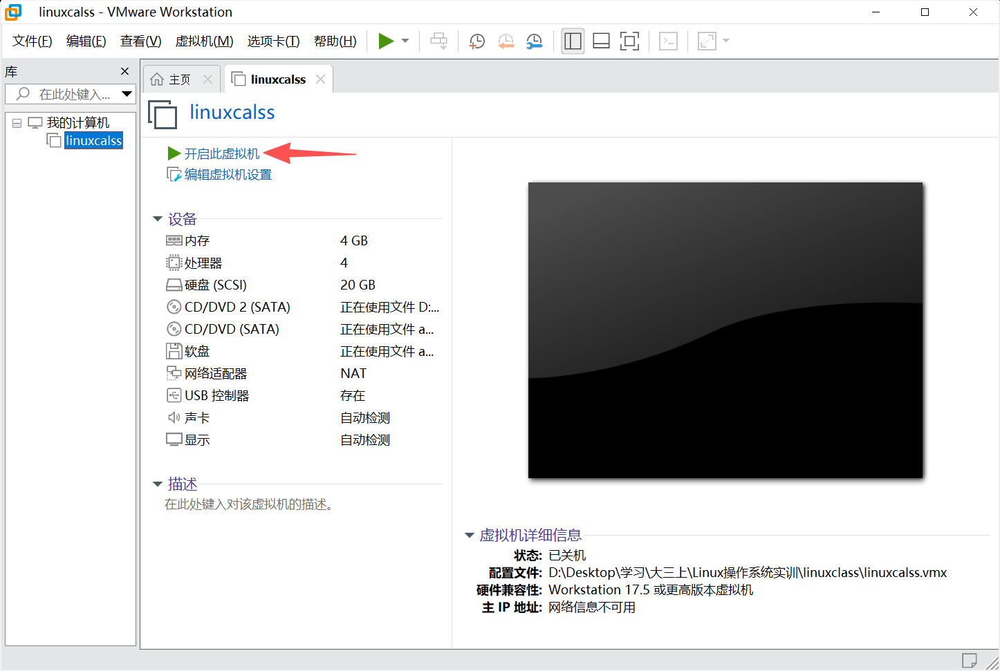 linuxcalss - VMware Workstation
文件(F) 编辑(E) 查看(V) 虚拟机(M) 选项卡(T) 帮助(H)
库
在此处键入...
我的计算机
linuxcalss
主页
linuxcalss
linuxcalss
开启此虚拟机
编辑虚拟机设置
设备
内存 4 GB
处理器 4
硬盘 (SCSI) 20 GB
CD/DVD 2 (SATA) 正在使用文件 D:...
CD/DVD (SATA) 正在使用文件 a...
软盘 正在使用文件 a...
网络适配器 NAT
USB 控制器 存在
声卡 自动检测
显示 自动检测
描述
在此处键入对该虚拟机的描述。
虚拟机详细信息
状态: 已关机
配置文件: D:\Desktop\学习\大三上\Linux操作系统实训\linuxclass\linuxcalss.vmx
硬件兼容性: Workstation 17.5 或更高版本虚拟机
主 IP 地址: 网络信息不可用